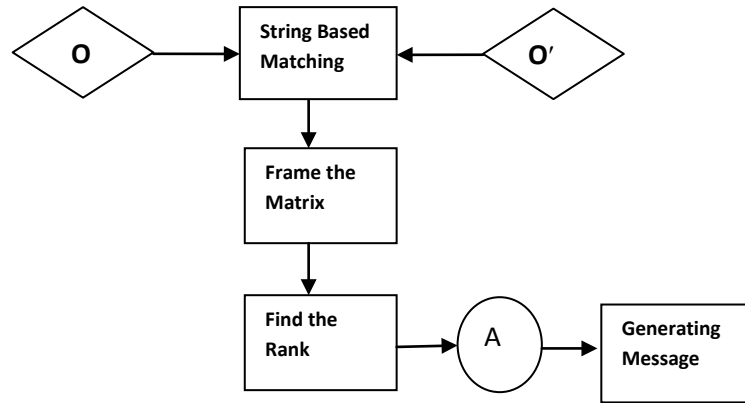 O
String Based
Matching
O′
Frame the
Matrix
Find the
Rank
A
Generating
Message